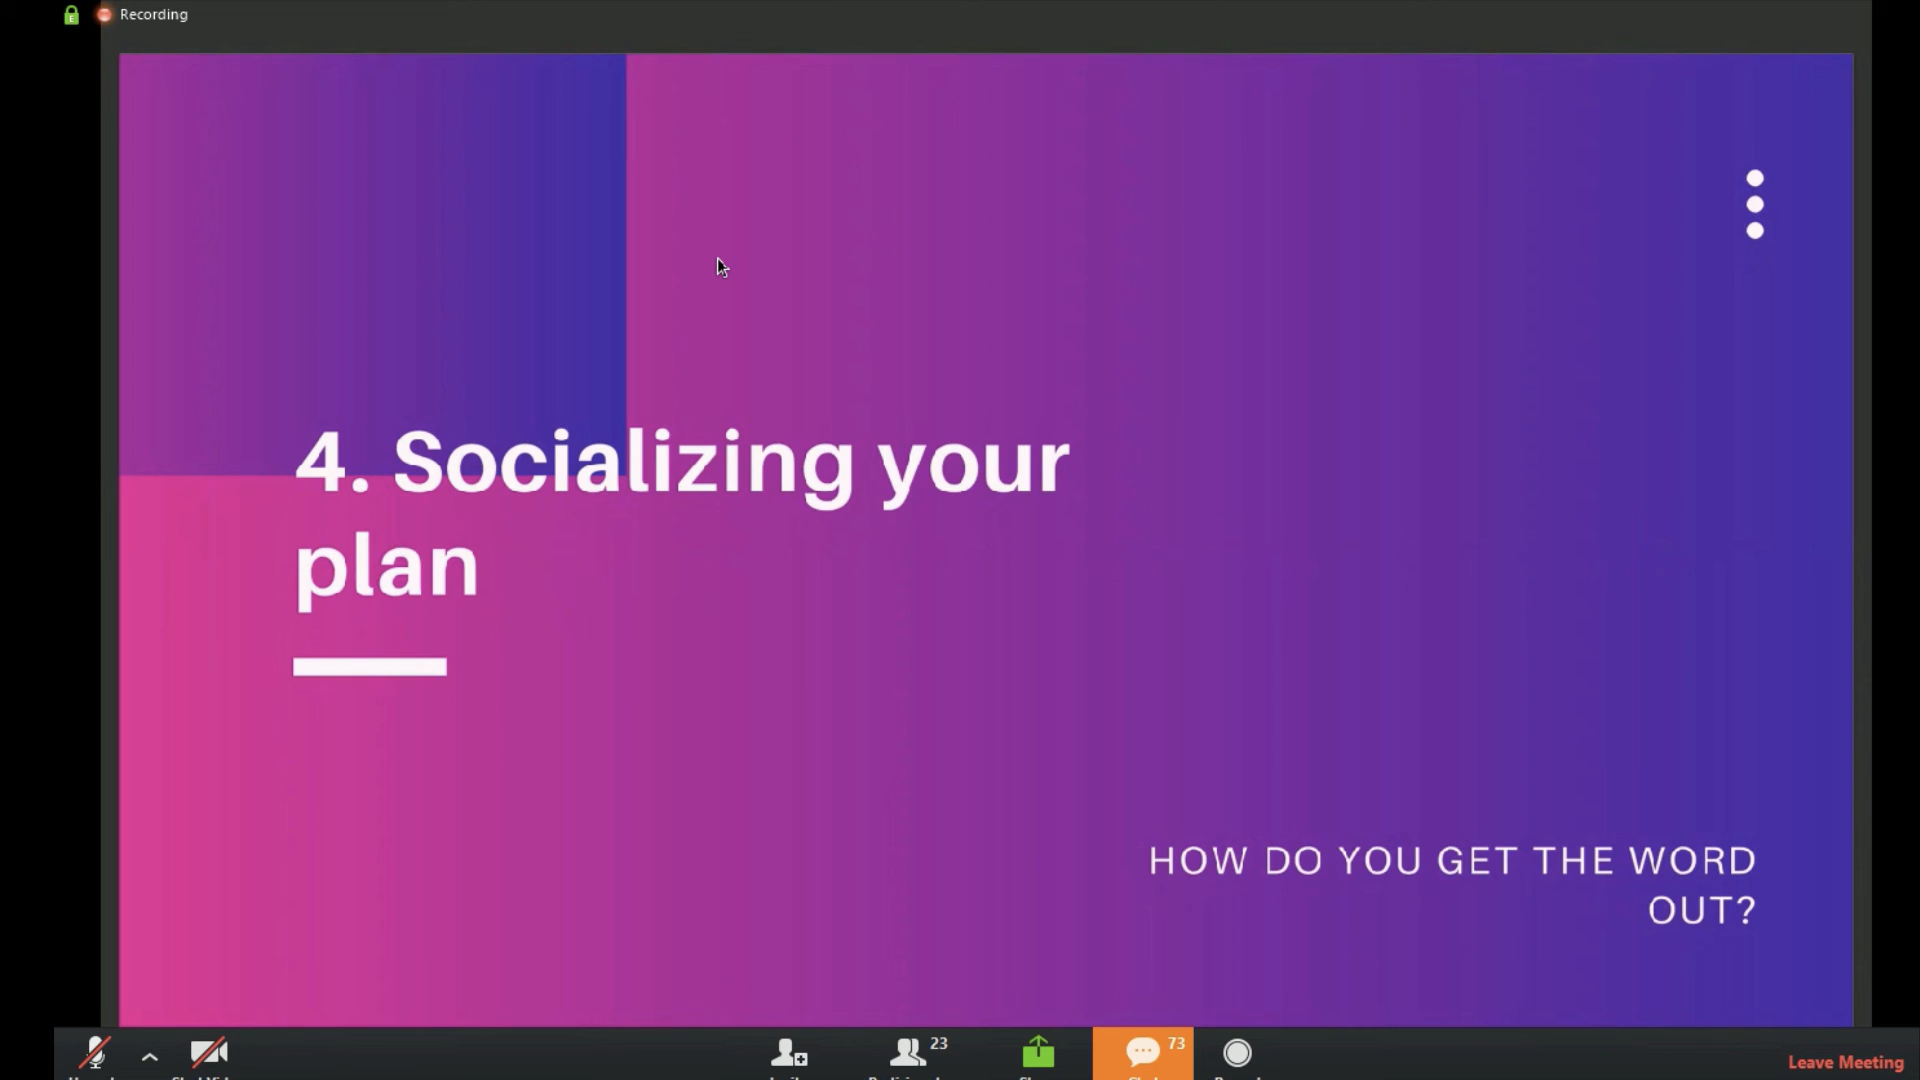 Recording
4. Socializing your
plan
HOW DO YOU GET THE WORD
OUT?
23
73
Leave Meeting